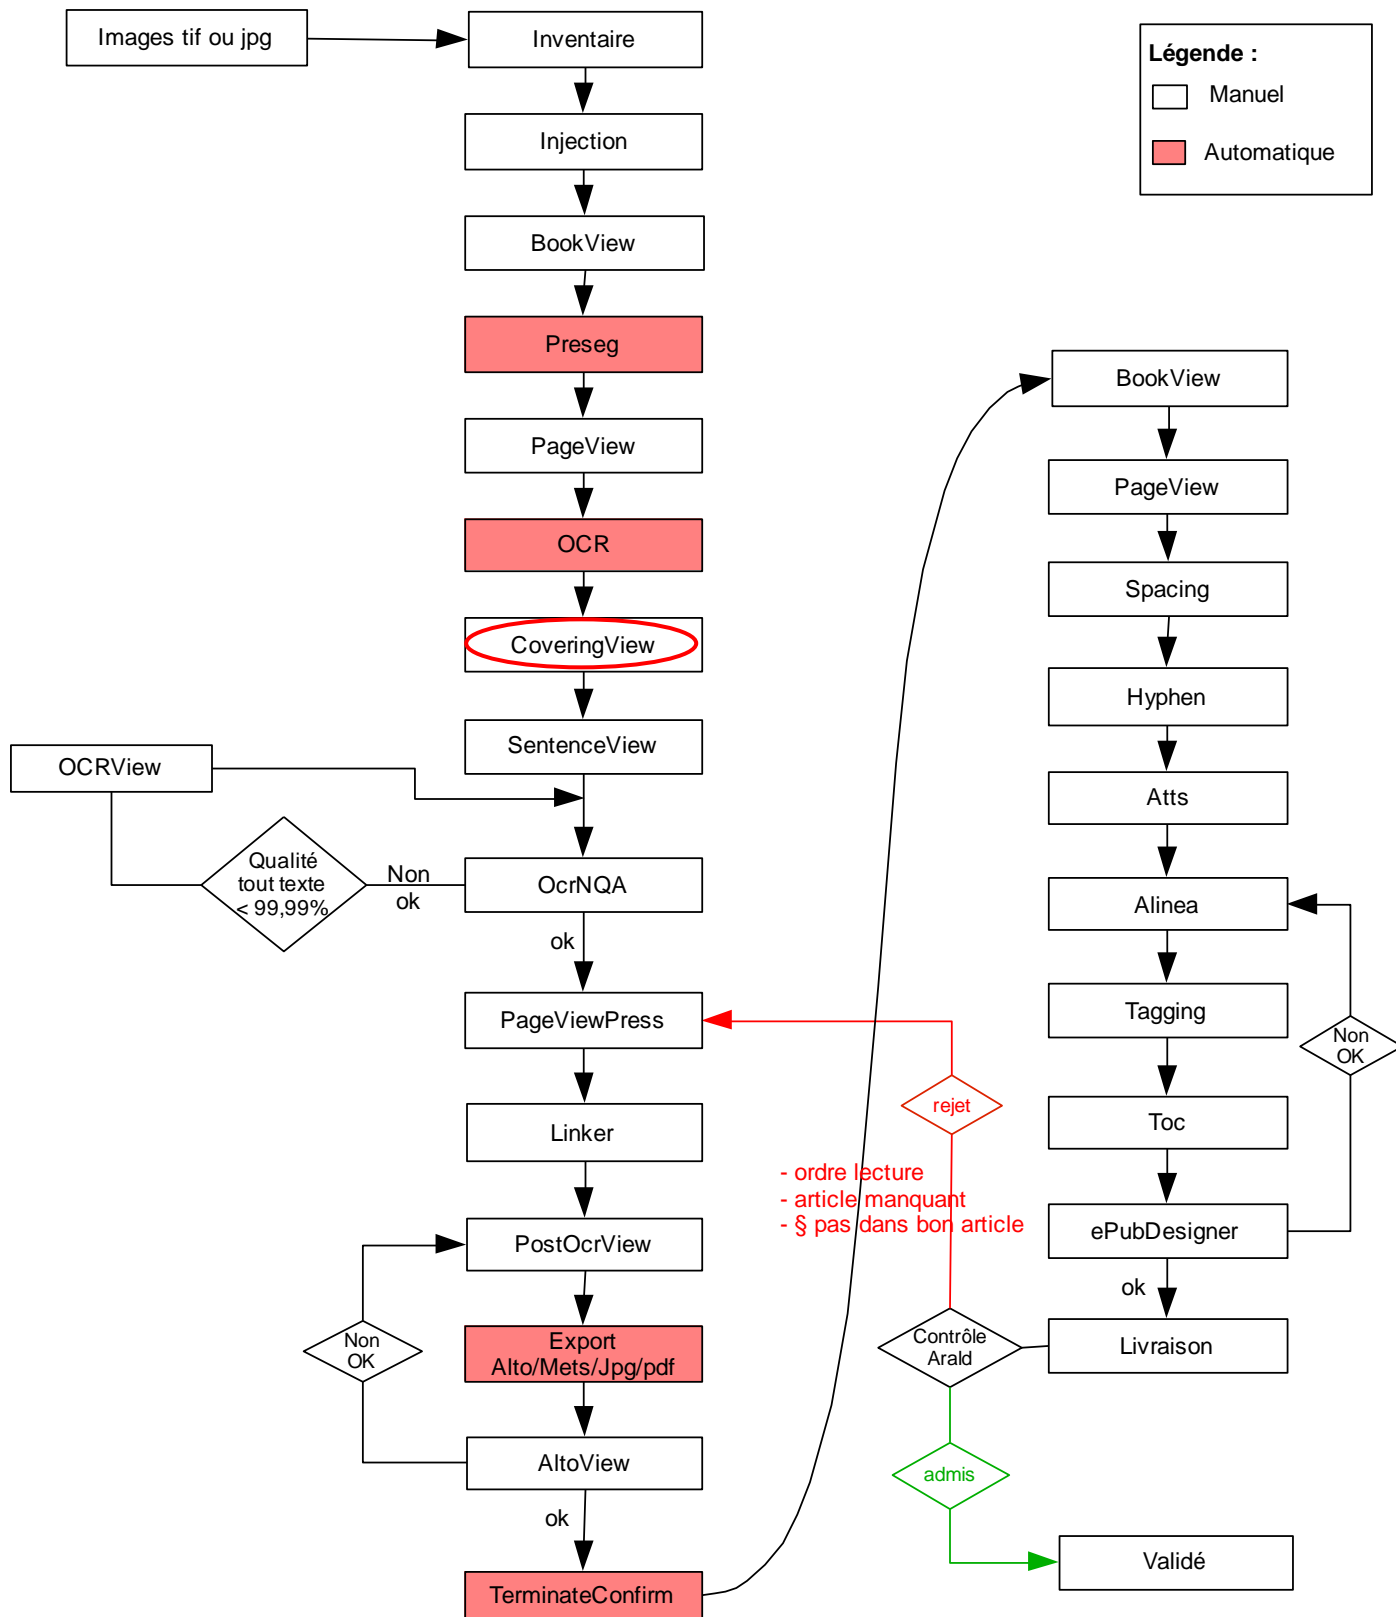 Images tif ou jpg
Inventaire
Injection
BookView
Preseg
PageView
OCR
CoveringView
SentenceView
OCRView
Qualité
tout texte
< 99,99%
Non
ok
OcrNQA
ok
PageViewPress
Linker
PostOcrView
Non
OK
Export
Alto/Mets/Jpg/pdf
AltoView
ok
TerminateConfirm
Légende :
Manuel
Automatique
BookView
PageView
Spacing
Hyphen
Atts
Alinea
Tagging
Non
OK
Toc
ePubDesigner
ok
Livraison
Contrôle
Arald
rejet
- ordre lecture
- article manquant
- § pas dans bon article
admis
Validé